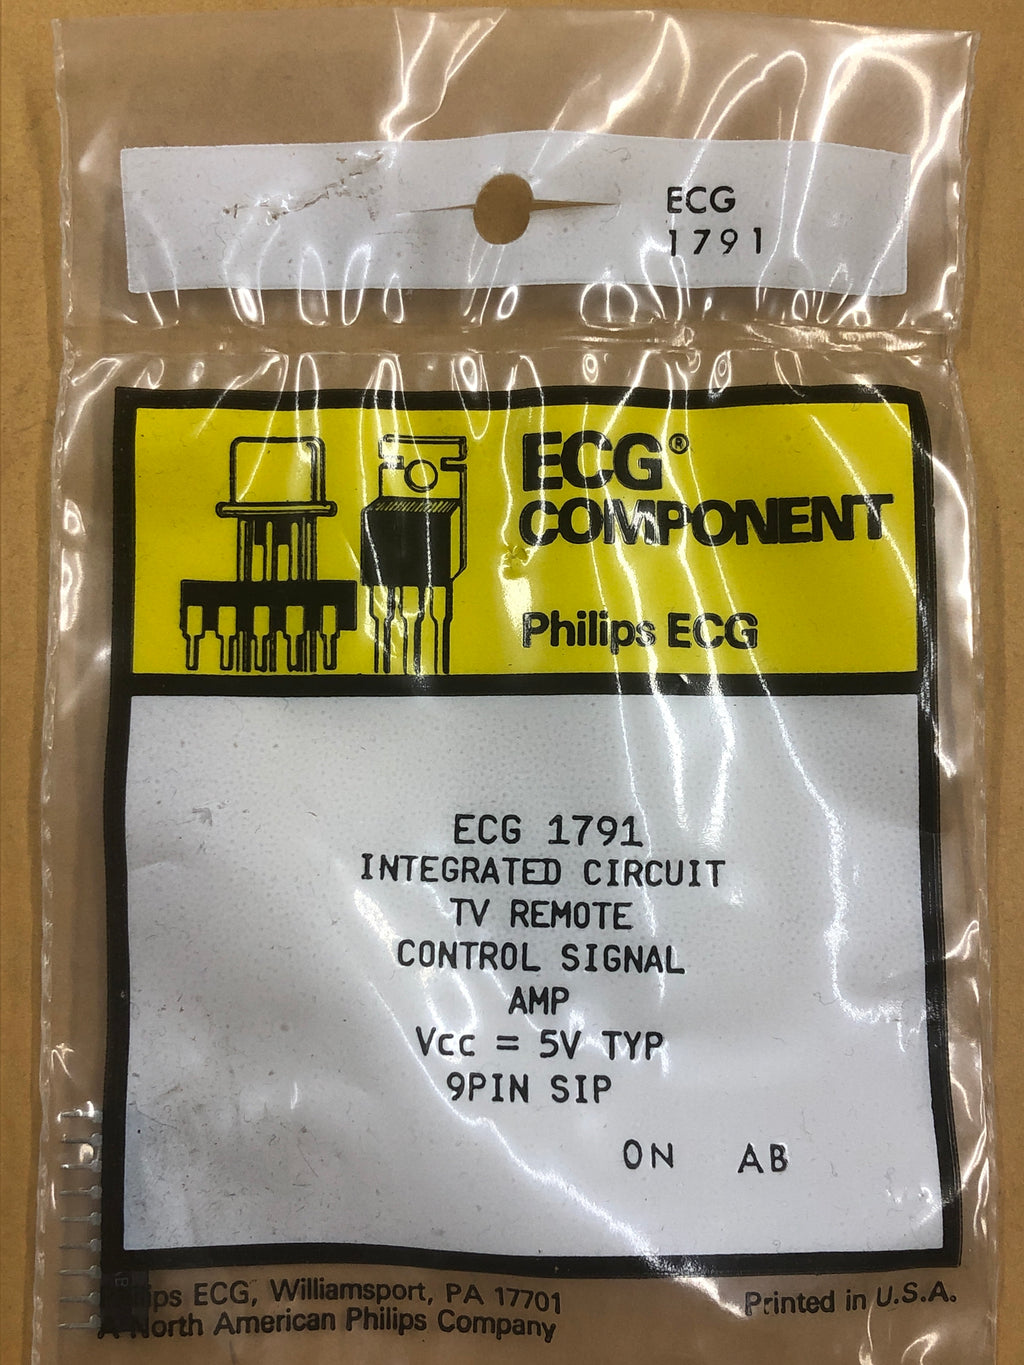 ECG
1791
ECG®
COMPONENT
Philips ECG
ECG 1791
INTEGRATED CIRCUIT
TV REMOTE
CONTROL SIGNAL
AMP
Vcc = 5V TYP
9PIN SIP
ON AB
Philips ECG, Williamsport, PA 17701
A North American Philips Company
Printed in U.S.A.